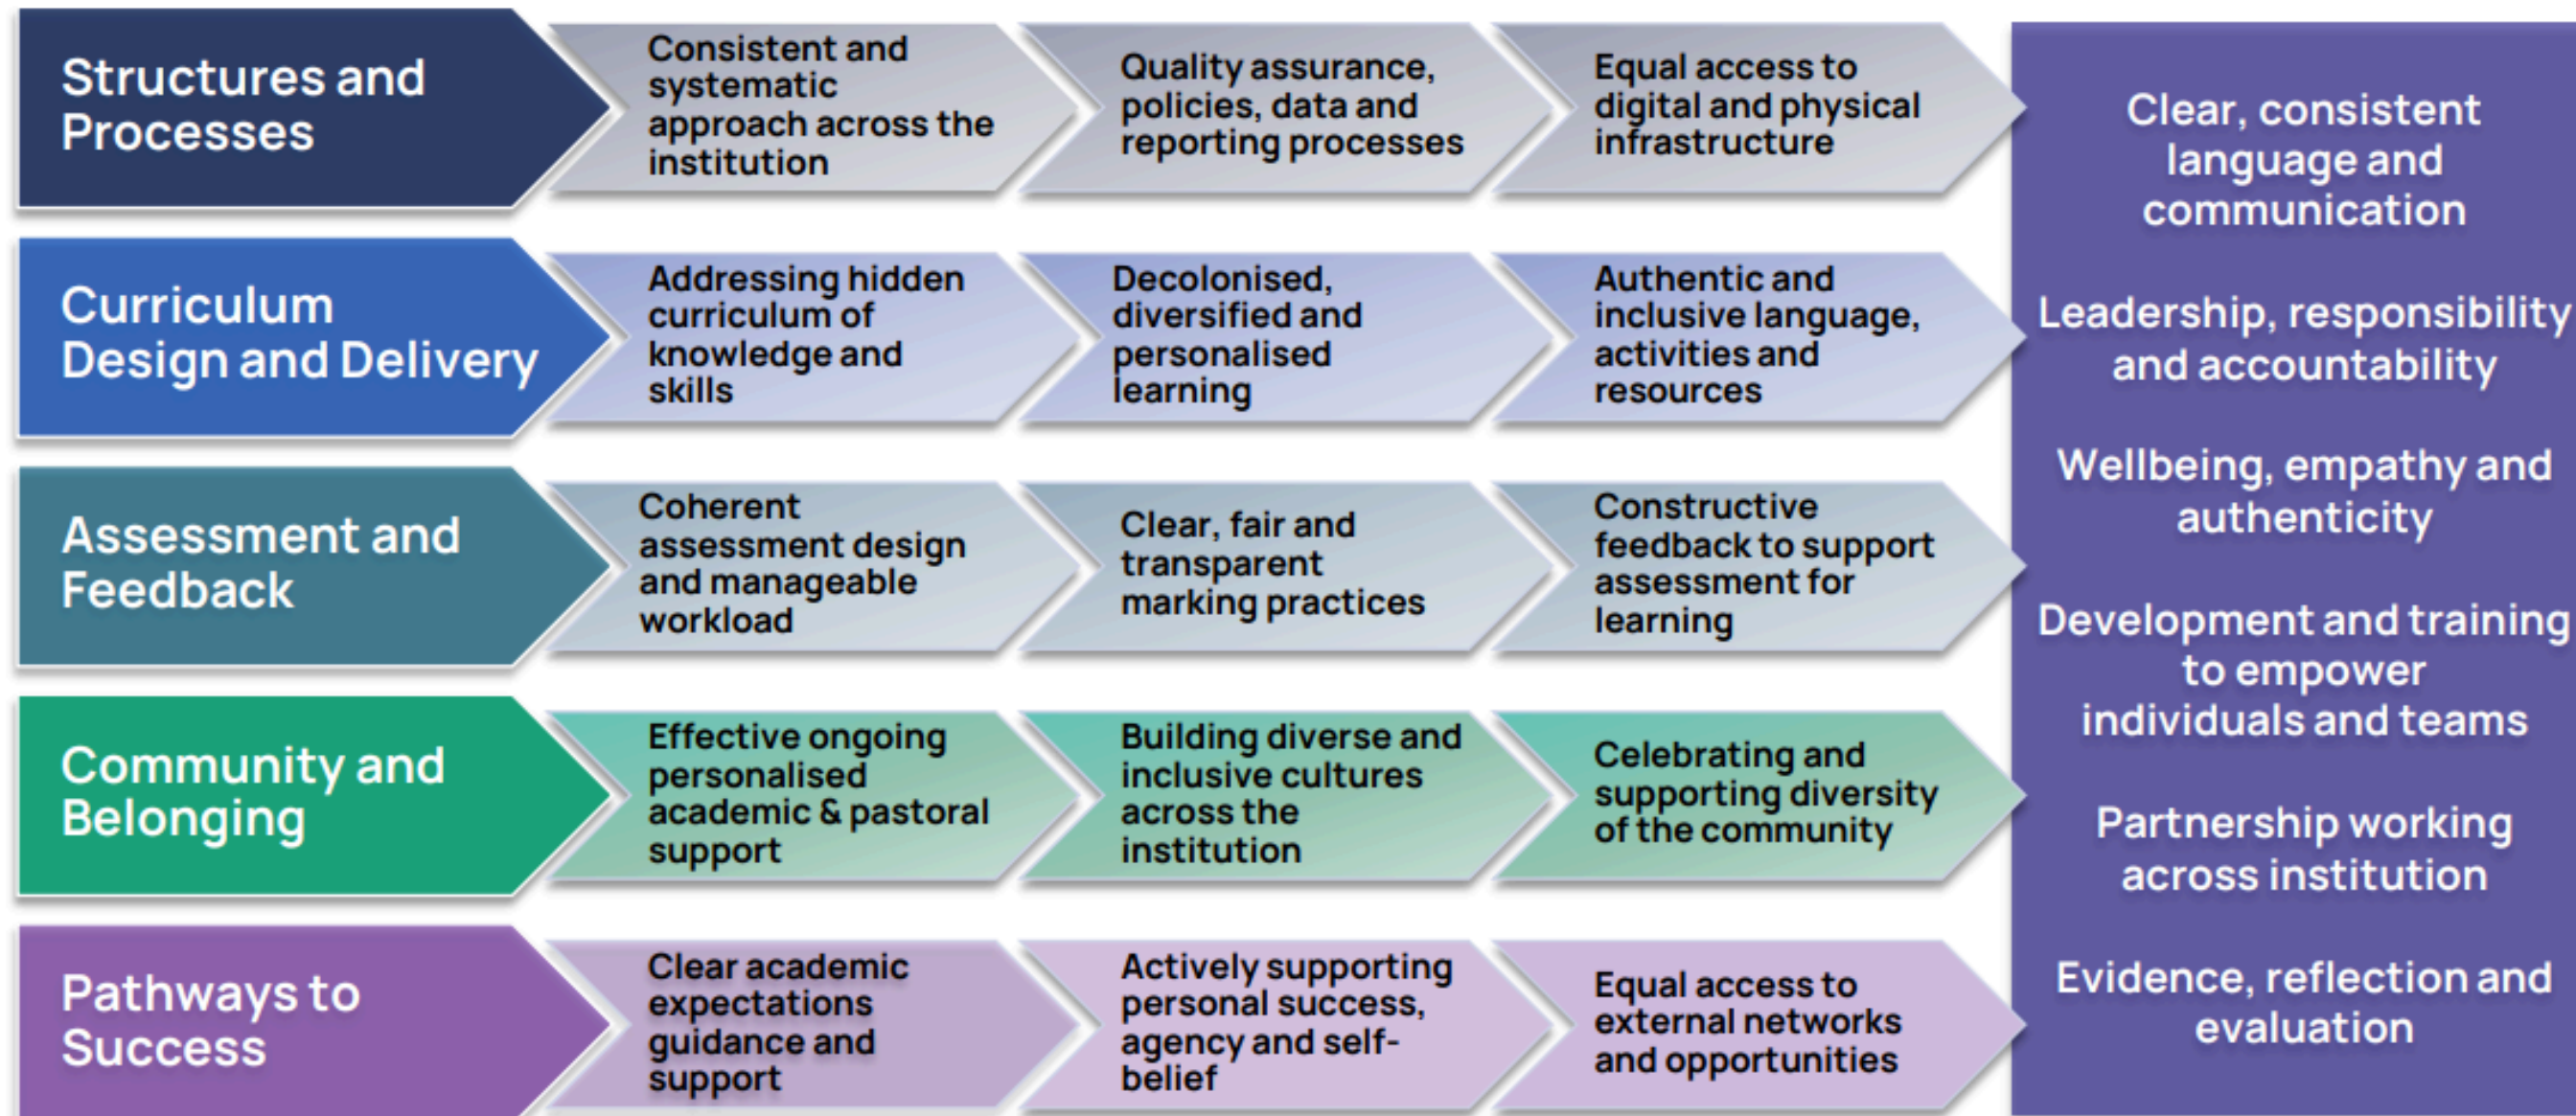 Structures and
Processes
Consistent and
systematic
approach across the
institution
Quality assurance,
policies, data and
reporting processes
Equal access to
digital and physical
infrastructure
Curriculum
Design and Delivery
Addressing hidden
curriculum of
knowledge and
skills
Decolonised,
diversified and
personalised
learning
Authentic and
inclusive language,
activities and
resources
Assessment and
Feedback
Coherent
assessment design
and manageable
workload
Clear, fair and
transparent
marking practices
Constructive
feedback to support
assessment for
learning
Community and
Belonging
Effective ongoing
personalised
academic & pastoral
support
Building diverse and
inclusive cultures
across the
institution
Celebrating and
supporting diversity
of the community
Pathways to
Success
Clear academic
expectations
guidance and
support
Actively supporting
personal success,
agency and self-
belief
Equal access to
external networks
and opportunities
Clear, consistent
language and
communication
Leadership, responsibility
and accountability
Wellbeing, empathy and
authenticity
Development and training
to empower
individuals and teams
Partnership working
across institution
Evidence, reflection and
evaluation